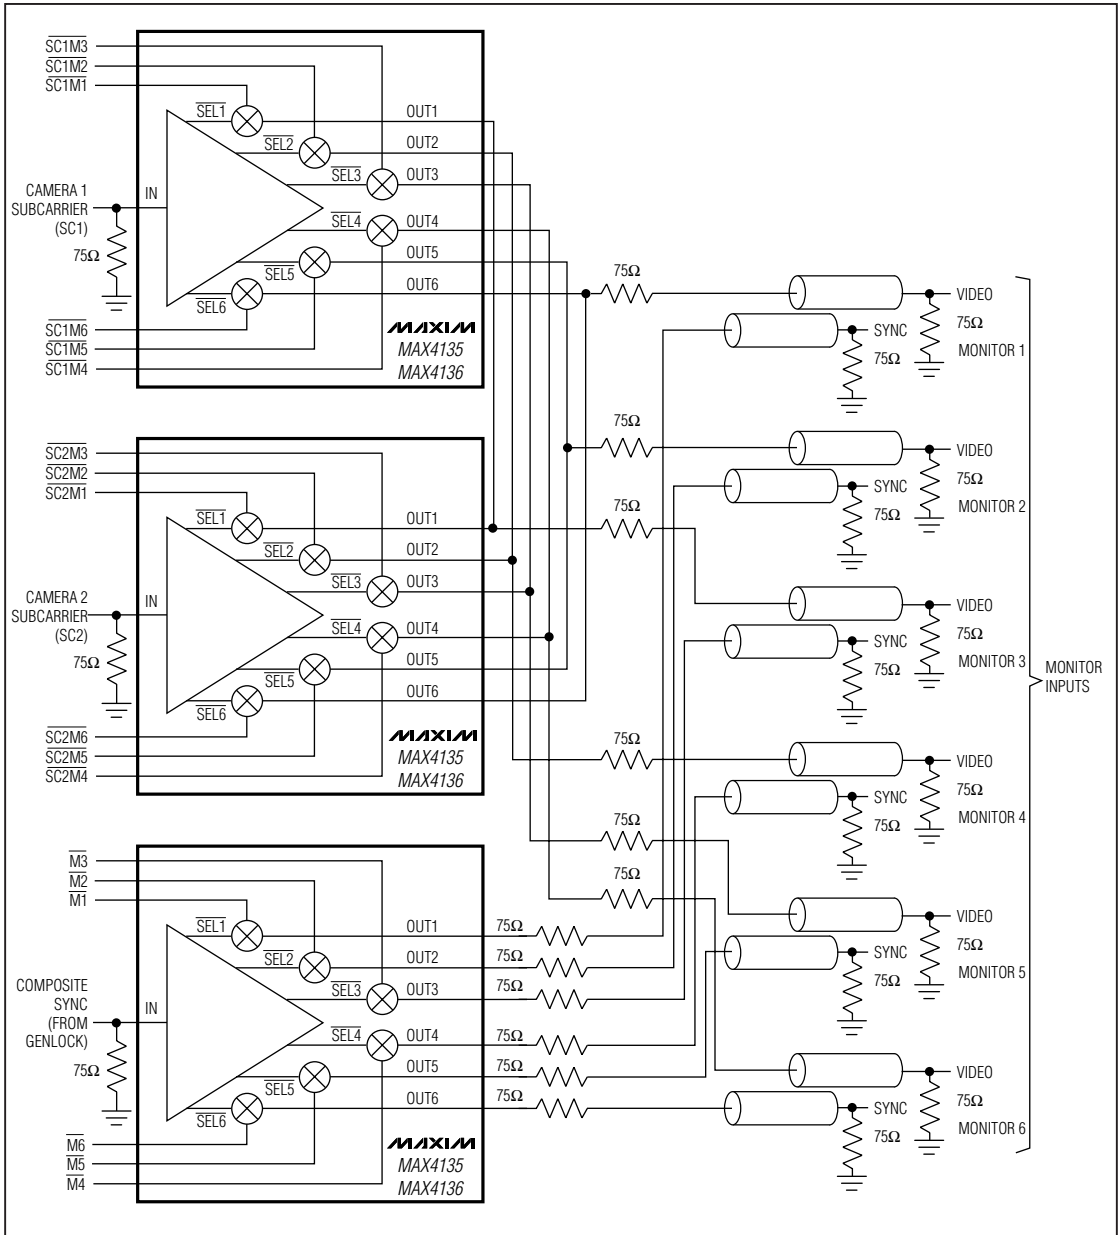 SC1M3
SC1M2
SC1M1
SEL1
OUT1
SEL2
OUT2
SEL3
OUT3
CAMERA 1
SUBCARRIER
(SC1)
IN
75Ω
SEL4
OUT4
SEL5
OUT5
SEL6
OUT6
SC1M6
SC1M5
SC1M4
MAXIM
MAX4135
MAX4136
75Ω
VIDEO
75Ω
SYNC
75Ω
MONITOR 1
SC2M3
SC2M2
SC2M1
SEL1
OUT1
SEL2
OUT2
SEL3
OUT3
CAMERA 2
SUBCARRIER
(SC2)
IN
75Ω
SEL4
OUT4
SEL5
OUT5
SEL6
OUT6
SC2M6
SC2M5
SC2M4
MAXIM
MAX4135
MAX4136
75Ω
VIDEO
75Ω
SYNC
75Ω
MONITOR 2
75Ω
VIDEO
75Ω
SYNC
75Ω
MONITOR 3
MONITOR
INPUTS
75Ω
VIDEO
75Ω
SYNC
75Ω
MONITOR 4
M3
M2
M1
SEL1
OUT1
75Ω
SEL2
OUT2
75Ω
SEL3
OUT3
75Ω
COMPOSITE
SYNC
(FROM
GENLOCK)
IN
75Ω
SEL4
OUT4
75Ω
SEL5
OUT5
75Ω
SEL6
OUT6
75Ω
M6
M5
M4
MAXIM
MAX4135
MAX4136
75Ω
VIDEO
75Ω
SYNC
75Ω
MONITOR 5
75Ω
VIDEO
75Ω
SYNC
75Ω
MONITOR 6